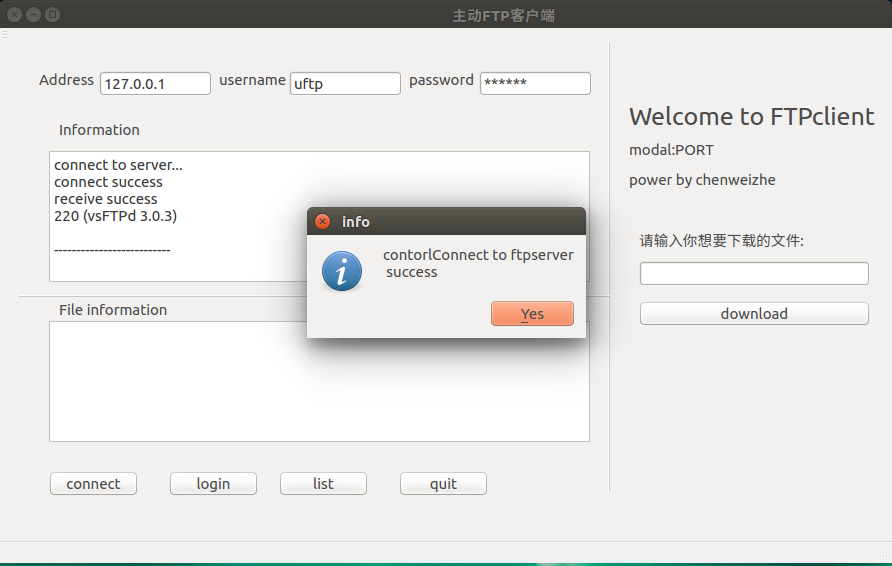 主动FTP客户端
Address 127.0.0.1 username uftp password ******
Information
connect to server...
connect success
receive success
220 (vsFTPd 3.0.3)
--------------------------
File information
connect login list quit
info
contorlConnect to ftpserver
success
Yes
Welcome to FTPclient
modal:PORT
power by chenweizhe
请输入你想要下载的文件:
download